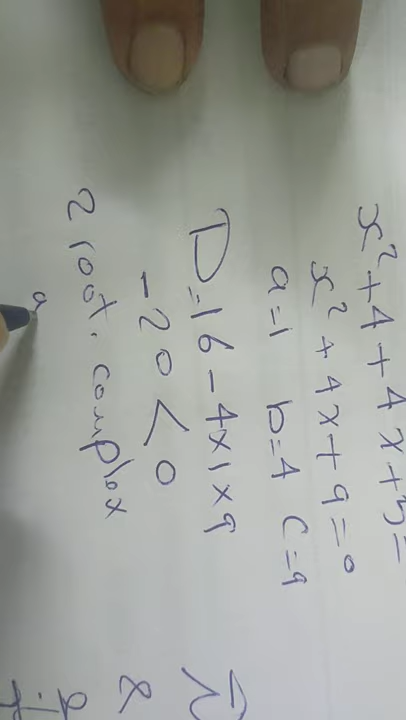 x² + 4 + 4x + 5 =
x² + 4x + 9 = 0
a = 1 b = 4 c = 9
D = 16 - 4 x 1 x 9
- 20 < 0
2 root. complex
a